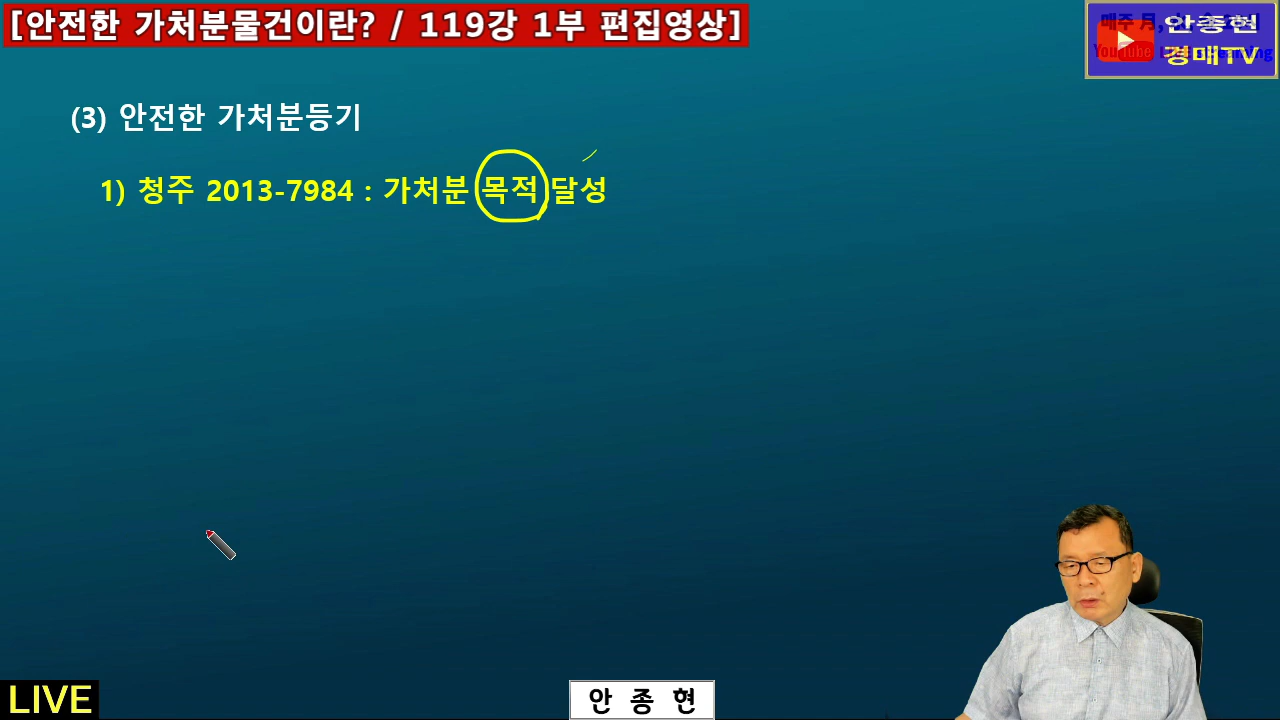 [안전한 가처분물건이란? / 119강 1부 편집영상]
안종현
경매TV
(3) 안전한 가처분등기
1) 청주 2013-7984 : 가처분 목적 달성
LIVE
안 종 현